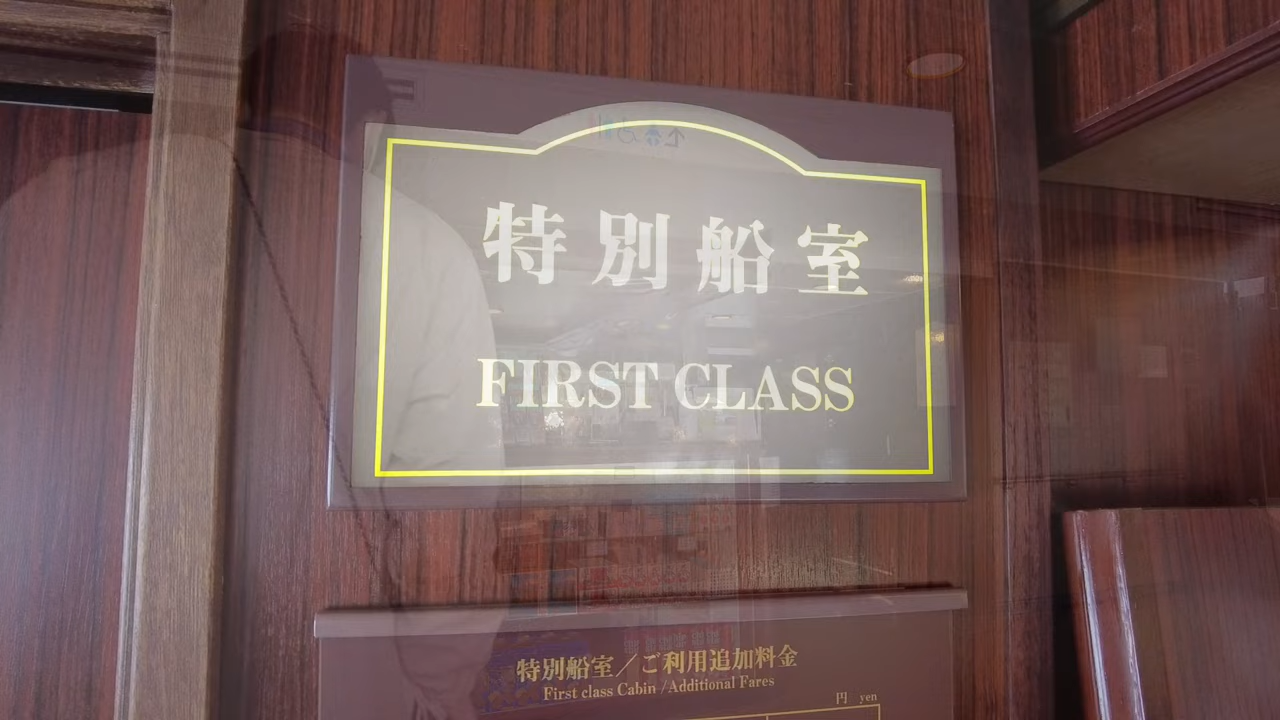 特別船室
FIRST CLASS
特別船室／ご利用追加料金
First class Cabin /Additional Fares
円 yen